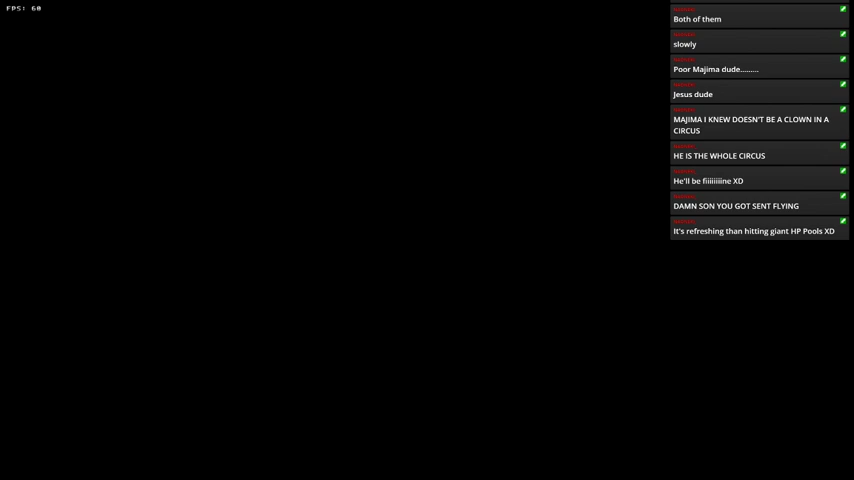 FPS: 60
Both of them
slowly
Poor Majima dude.........
Jesus dude
MAJIMA I KNEW DOESN'T BE A CLOWN IN A
CIRCUS
HE IS THE WHOLE CIRCUS
He'll be fiiiiiiiine XD
DAMN SON YOU GOT SENT FLYING
It's refreshing than hitting giant HP Pools XD